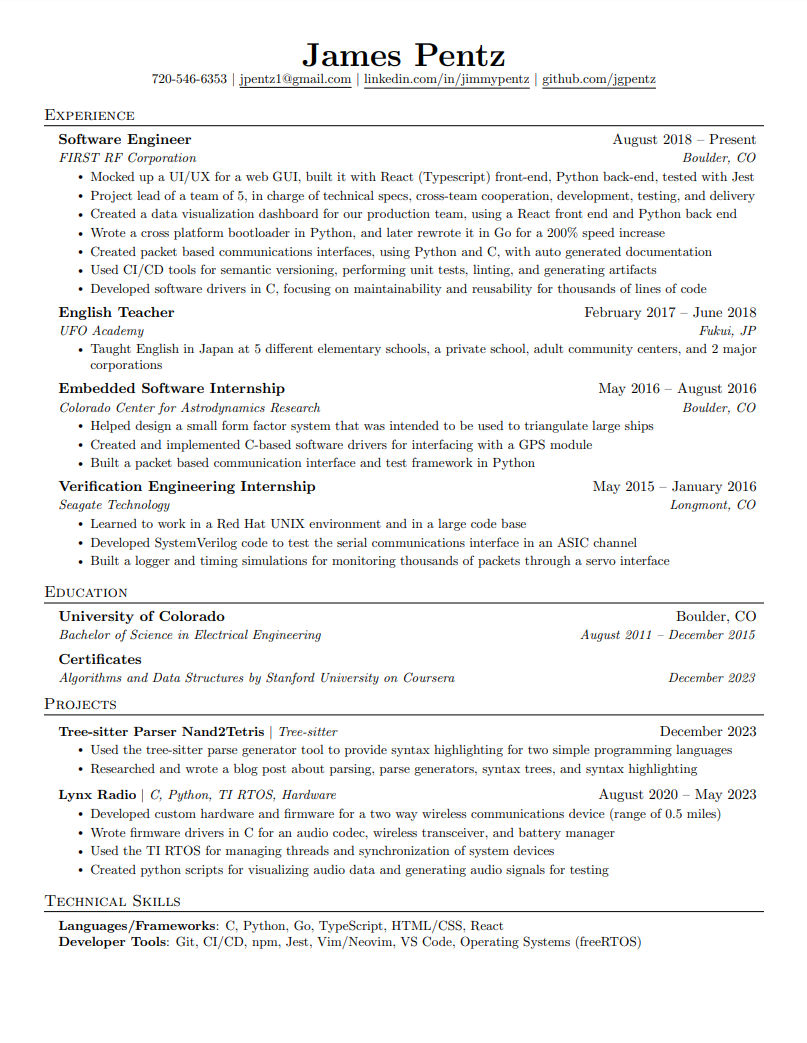 James Pentz
720-546-6353 | jpentz1@gmail.com | linkedin.com/in/jimmypentz | github.com/jgpentz
Experience
Software Engineer August 2018 – Present
FIRST RF Corporation Boulder, CO
• Mocked up a UI/UX for a web GUI, built it with React (Typescript) front-end, Python back-end, tested with Jest
• Project lead of a team of 5, in charge of technical specs, cross-team cooperation, development, testing, and delivery
• Created a data visualization dashboard for our production team, using a React front end and Python back end
• Wrote a cross platform bootloader in Python, and later rewrote it in Go for a 200% speed increase
• Created packet based communications interfaces, using Python and C, with auto generated documentation
• Used CI/CD tools for semantic versioning, performing unit tests, linting, and generating artifacts
• Developed software drivers in C, focusing on maintainability and reusability for thousands of lines of code
English Teacher February 2017 – June 2018
UFO Academy Fukui, JP
• Taught English in Japan at 5 different elementary schools, a private school, adult community centers, and 2 major
corporations
Embedded Software Internship May 2016 – August 2016
Colorado Center for Astrodynamics Research Boulder, CO
• Helped design a small form factor system that was intended to be used to triangulate large ships
• Created and implemented C-based software drivers for interfacing with a GPS module
• Built a packet based communication interface and test framework in Python
Verification Engineering Internship May 2015 – January 2016
Seagate Technology Longmont, CO
• Learned to work in a Red Hat UNIX environment and in a large code base
• Developed SystemVerilog code to test the serial communications interface in an ASIC channel
• Built a logger and timing simulations for monitoring thousands of packets through a servo interface
Education
University of Colorado Boulder, CO
Bachelor of Science in Electrical Engineering August 2011 – December 2015
Certificates
Algorithms and Data Structures by Stanford University on Coursera December 2023
Projects
Tree-sitter Parser Nand2Tetris | Tree-sitter December 2023
• Used the tree-sitter parse generator tool to provide syntax highlighting for two simple programming languages
• Researched and wrote a blog post about parsing, parse generators, syntax trees, and syntax highlighting
Lynx Radio | C, Python, TI RTOS, Hardware August 2020 – May 2023
• Developed custom hardware and firmware for a two way wireless communications device (range of 0.5 miles)
• Wrote firmware drivers in C for an audio codec, wireless transceiver, and battery manager
• Used the TI RTOS for managing threads and synchronization of system devices
• Created python scripts for visualizing audio data and generating audio signals for testing
Technical Skills
Languages/Frameworks: C, Python, Go, TypeScript, HTML/CSS, React
Developer Tools: Git, CI/CD, npm, Jest, Vim/Neovim, VS Code, Operating Systems (freeRTOS)